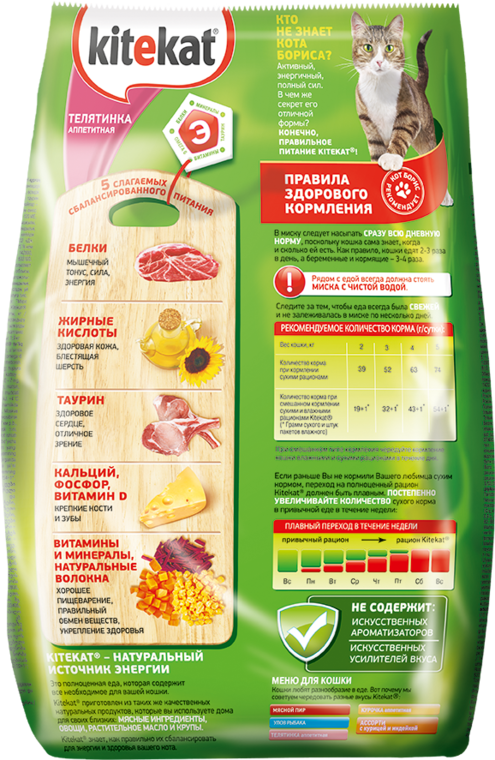 kitekat®
ТЕЛЯТИНКА
АППЕТИТНАЯ
БЕЛКИ
МИНЕРАЛЫ
ТАУРИН
ВИТАМИНЫ
Э
5 СЛАГАЕМЫХ
СБАЛАНСИРОВАННОГО ПИТАНИЯ
БЕЛКИ
МЫШЕЧНЫЙ
ТОНУС, СИЛА,
ЭНЕРГИЯ
ЖИРНЫЕ
КИСЛОТЫ
ЗДОРОВАЯ КОЖА,
БЛЕСТЯЩАЯ
ШЕРСТЬ
ТАУРИН
ЗДОРОВОЕ
СЕРДЦЕ,
ОТЛИЧНОЕ
ЗРЕНИЕ
КАЛЬЦИЙ,
ФОСФОР,
ВИТАМИН D
КРЕПКИЕ КОСТИ
И ЗУБЫ
ВИТАМИНЫ
И МИНЕРАЛЫ,
НАТУРАЛЬНЫЕ
ВОЛОКНА
ХОРОШЕЕ
ПИЩЕВАРЕНИЕ,
ПРАВИЛЬНЫЙ
ОБМЕН ВЕЩЕСТВ,
УКРЕПЛЕНИЕ ЗДОРОВЬЯ
KITEKAT® – НАТУРАЛЬНЫЙ
ИСТОЧНИК ЭНЕРГИИ
Это полноценная еда, которая содержит
все необходимое для вашей кошки.
Kitekat® приготовлен из таких же качественных
натуральных продуктов, которые вы используете дома
для своих близких: МЯСНЫЕ ИНГРЕДИЕНТЫ,
ОВОЩИ, РАСТИТЕЛЬНОЕ МАСЛО И КРУПЫ.
Kitekat® знает, как правильно их сбалансировать
для энергии и здоровья вашего кота.
КТО
НЕ ЗНАЕТ
КОТА
БОРИСА?
Активный,
энергичный,
полный сил.
В чем же
секрет его
отличной
формы?
КОНЕЧНО,
ПРАВИЛЬНОЕ
ПИТАНИЕ KITEKAT®!
КОТ БОРИС
РЕКОМЕНДУЕТ
ПРАВИЛА
ЗДОРОВОГО
КОРМЛЕНИЯ
В миску следует насыпать СРАЗУ ВСЮ ДНЕВНУЮ
НОРМУ, поскольку кошка сама знает, когда
и сколько ей есть. Как правило, кошки едят 2-3 раза
в день, а беременные и кормящие – 3-4 раза.
! Рядом с едой всегда должна стоять
МИСКА С ЧИСТОЙ ВОДОЙ.
Следите за тем, чтобы еда всегда была СВЕЖЕЙ
и не залеживалась в миске по несколько дней.
РЕКОМЕНДУЕМОЕ КОЛИЧЕСТВО КОРМА (г/сутки)
Вес кошки, кг 2 3 4
Количество корма
при кормлении
сухими рационами
39 52 63 74
Количество корма при
смешанном кормлении
сухими и влажными
рационами Kitekat®
(* Грамм сухого и штук
пакетов влажного)
19+1* 32+1* 43+1*
Если раньше Вы не кормили Вашего любимца сухим
кормом, переход на полноценный рацион
Kitekat® должен быть плавным: ПОСТЕПЕННО
УВЕЛИЧИВАЙТЕ КОЛИЧЕСТВО сухого корма
в привычной еде в течение недели:
ПЛАВНЫЙ ПЕРЕХОД В ТЕЧЕНИЕ НЕДЕЛИ
привычный рацион рацион Kitekat®
Вс Пн Вт Ср Чт Пт Сб Вс
НЕ СОДЕРЖИТ:
ИСКУССТВЕННЫХ
АРОМАТИЗАТОРОВ
ИСКУССТВЕННЫХ
УСИЛИТЕЛЕЙ ВКУСА
МЕНЮ ДЛЯ КОШКИ
Кошки любят разнообразие в еде. Вот почему мы
советуем чередовать разные вкусы Kitekat®:
МЯСНОЙ ПИР
УЛОВ РЫБАКА
ТЕЛЯТИНКА АППЕТИТНАЯ
КУРОЧКА АППЕТИТНАЯ
АССОРТИ
с курицей и индейкой